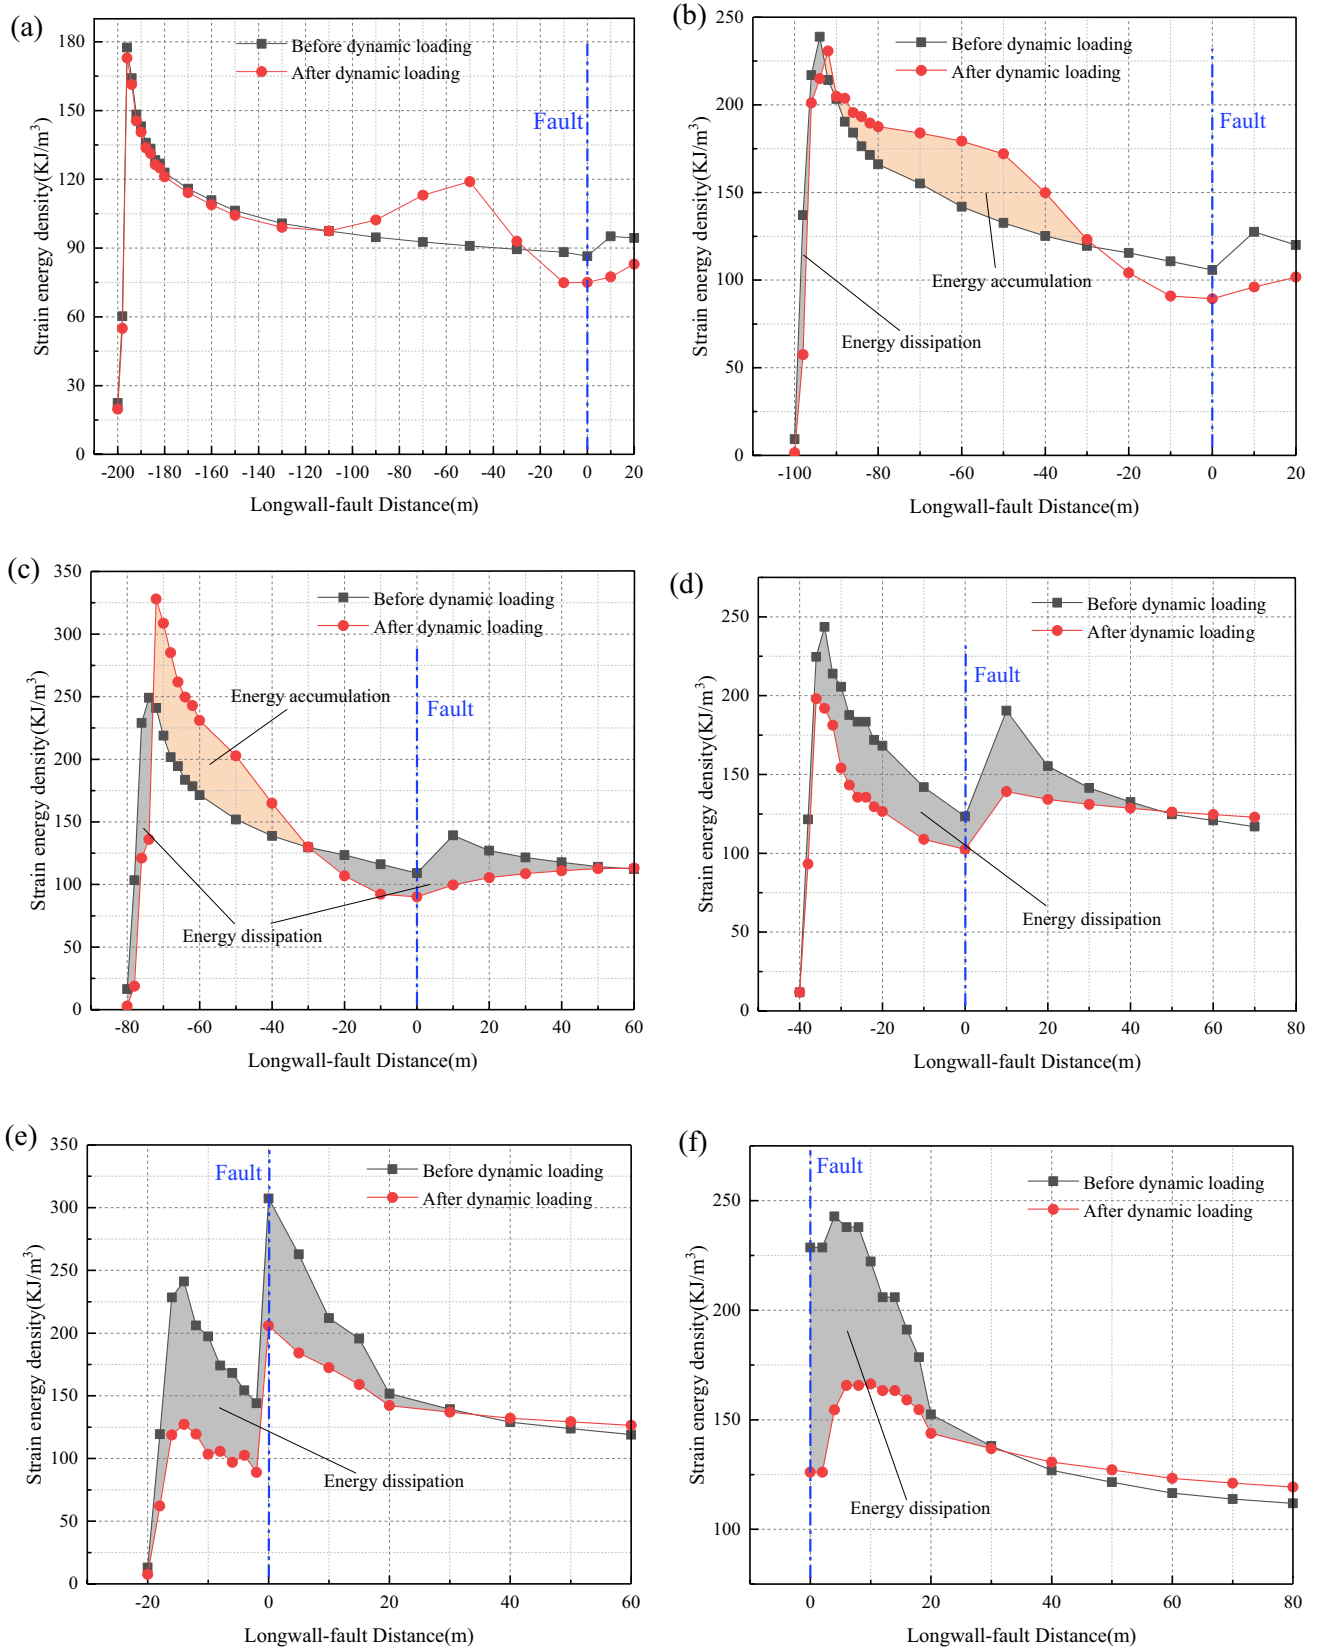 (a)
Before dynamic loading
After dynamic loading
Fault
Strain energy density(KJ/m³)
180
150
120
90
60
30
0
-200 -180 -160 -140 -120 -100 -80 -60 -40 -20 0 20
Longwall-fault Distance(m)
(b)
Before dynamic loading
After dynamic loading
Fault
Energy accumulation
Energy dissipation
Strain energy density(KJ/m³)
250
200
150
100
50
0
-100 -80 -60 -40 -20 0 20
Longwall-fault Distance(m)
(c)
Before dynamic loading
After dynamic loading
Energy accumulation
Fault
Energy dissipation
Strain energy density(KJ/m³)
350
300
250
200
150
100
50
0
-80 -60 -40 -20 0 20 40 60
Longwall-fault Distance(m)
(d)
Before dynamic loading
After dynamic loading
Fault
Energy dissipation
Strain energy density(KJ/m³)
250
200
150
100
50
0
-40 -20 0 20 40 60 80
Longwall-fault Distance(m)
(e)
Fault
Before dynamic loading
After dynamic loading
Energy dissipation
Strain energy density(KJ/m³)
350
300
250
200
150
100
50
0
-20 0 20 40 60
Longwall-fault Distance(m)
(f)
Fault
Before dynamic loading
After dynamic loading
Energy dissipation
Strain energy density(KJ/m³)
250
200
150
100
0 20 40 60 80
Longwall-fault Distance(m)